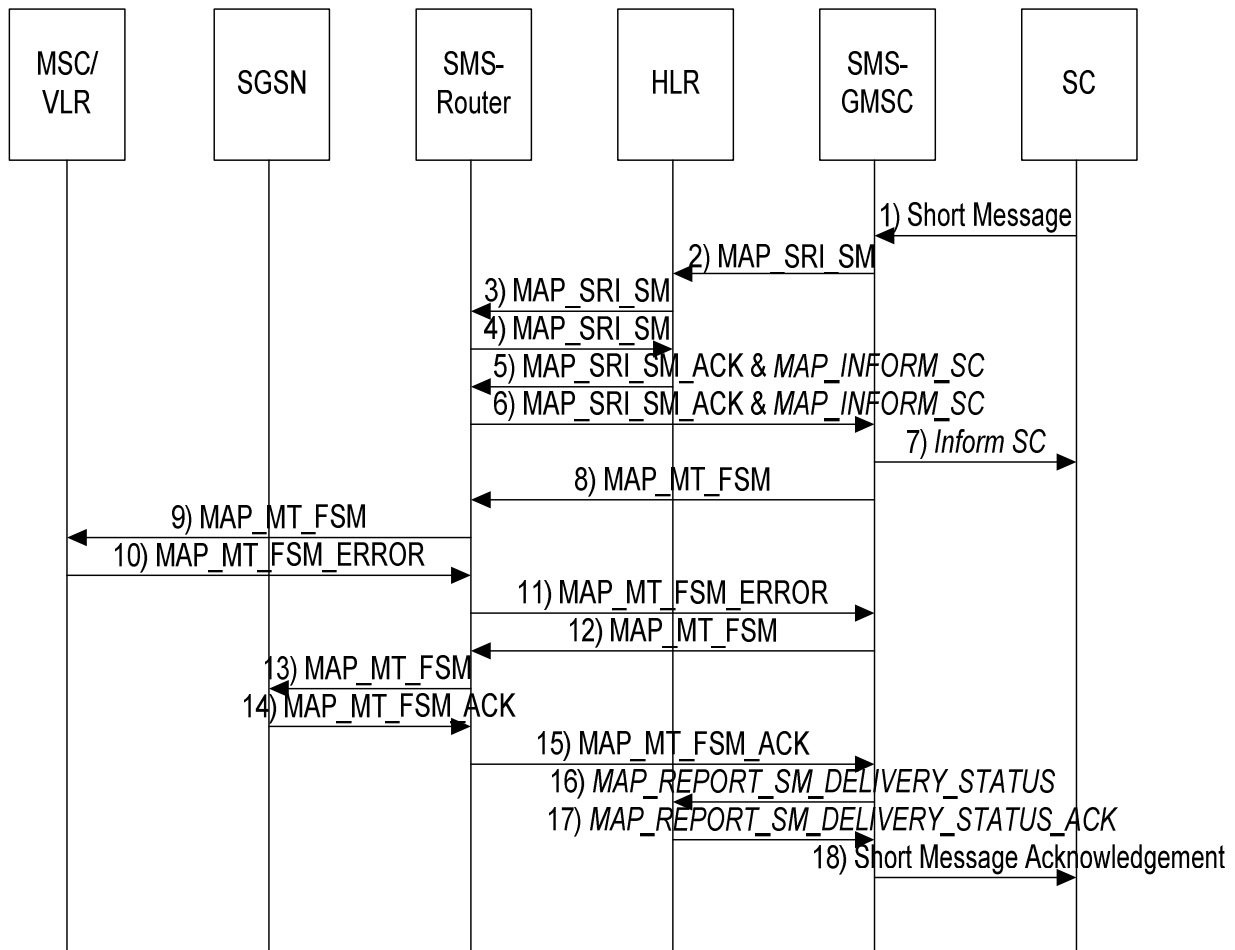 MSC/
VLR
SGSN
SMS-
Router
HLR
SMS-
GMSC
SC
1) Short Message
2) MAP_SRI_SM
3) MAP_SRI_SM
4) MAP_SRI_SM
5) MAP_SRI_SM_ACK & MAP_INFORM_SC
6) MAP_SRI_SM_ACK & MAP_INFORM_SC
7) Inform SC
8) MAP_MT_FSM
9) MAP_MT_FSM
10) MAP_MT_FSM_ERROR
11) MAP_MT_FSM_ERROR
12) MAP_MT_FSM
13) MAP_MT_FSM
14) MAP_MT_FSM_ACK
15) MAP_MT_FSM_ACK
16) MAP_REPORT_SM_DELIVERY_STATUS
17) MAP_REPORT_SM_DELIVERY_STATUS_ACK
18) Short Message Acknowledgement